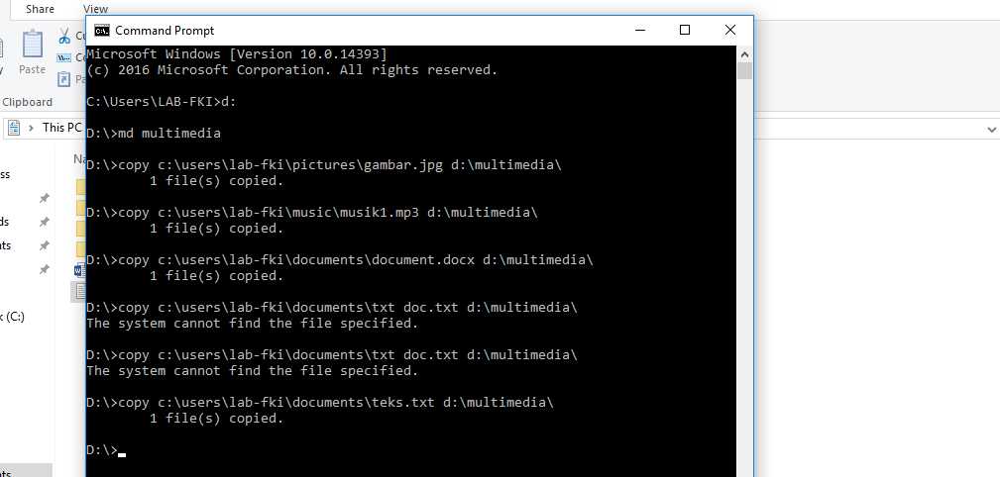 Share View
Command Prompt
Paste
Clipboard
This PC
Microsoft Windows [Version 10.0.14393]
(c) 2016 Microsoft Corporation. All rights reserved.
C:\Users\LAB-FKI>d:
D:\>md multimedia
D:\>copy c:\users\lab-fki\pictures\gambar.jpg d:\multimedia\
1 file(s) copied.
D:\>copy c:\users\lab-fki\music\musik1.mp3 d:\multimedia\
1 file(s) copied.
D:\>copy c:\users\lab-fki\documents\document.docx d:\multimedia\
1 file(s) copied.
D:\>copy c:\users\lab-fki\documents\txt doc.txt d:\multimedia\
The system cannot find the file specified.
D:\>copy c:\users\lab-fki\documents\txt doc.txt d:\multimedia\
The system cannot find the file specified.
D:\>copy c:\users\lab-fki\documents\teks.txt d:\multimedia\
1 file(s) copied.
D:\>
(C:)